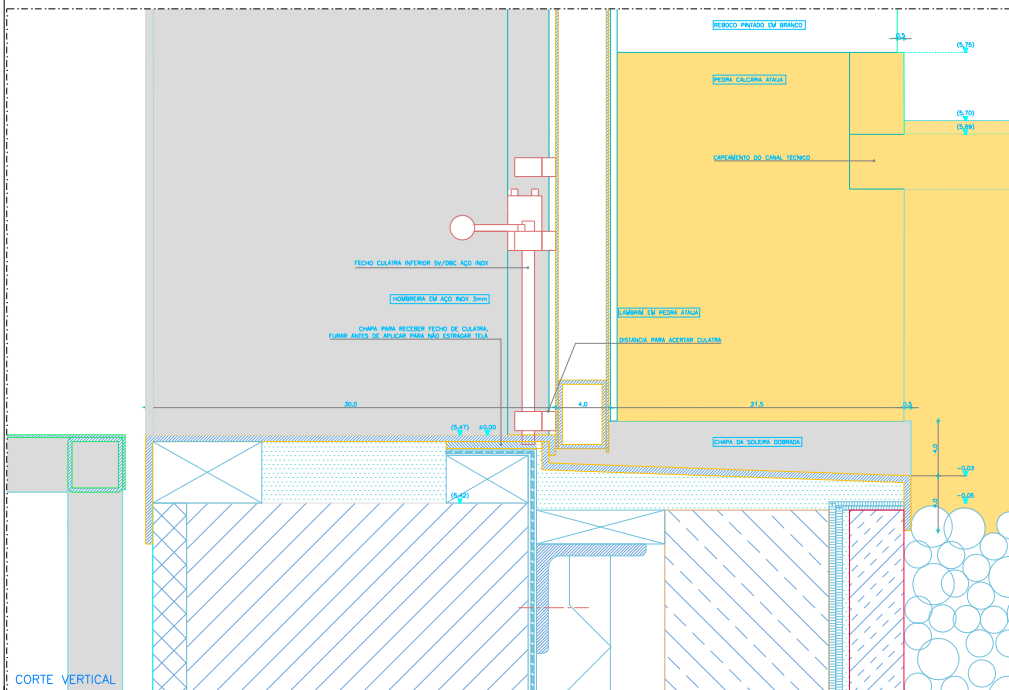 REBOCO PINTADO EM BRANCO
0,5
(5,75)
PEDRA CALCÁRIA ATAIJA
(5,70)
(5,69)
CAPEAMENTO DO CANAL TÉCNICO
FECHO CULATRA INFERIOR SV/DBC AÇO INOX
HOMBREIRA EM AÇO INOX 3mm
LAMBRIM EM PEDRA ATAIJA
CHAPA PARA RECEBER FECHO DE CULATRA,
FURAR ANTES DE APLICAR PARA NÃO ESTRAGAR TELA
DISTÂNCIA PARA ACERTAR CULATRA
30,0
4,0
21,5
0,5
(5,47) ±0.00
CHAPA DA SOLEIRA DOBRADA
4,0
-0.03
(5,42)
4,0
-0.05
CORTE VERTICAL